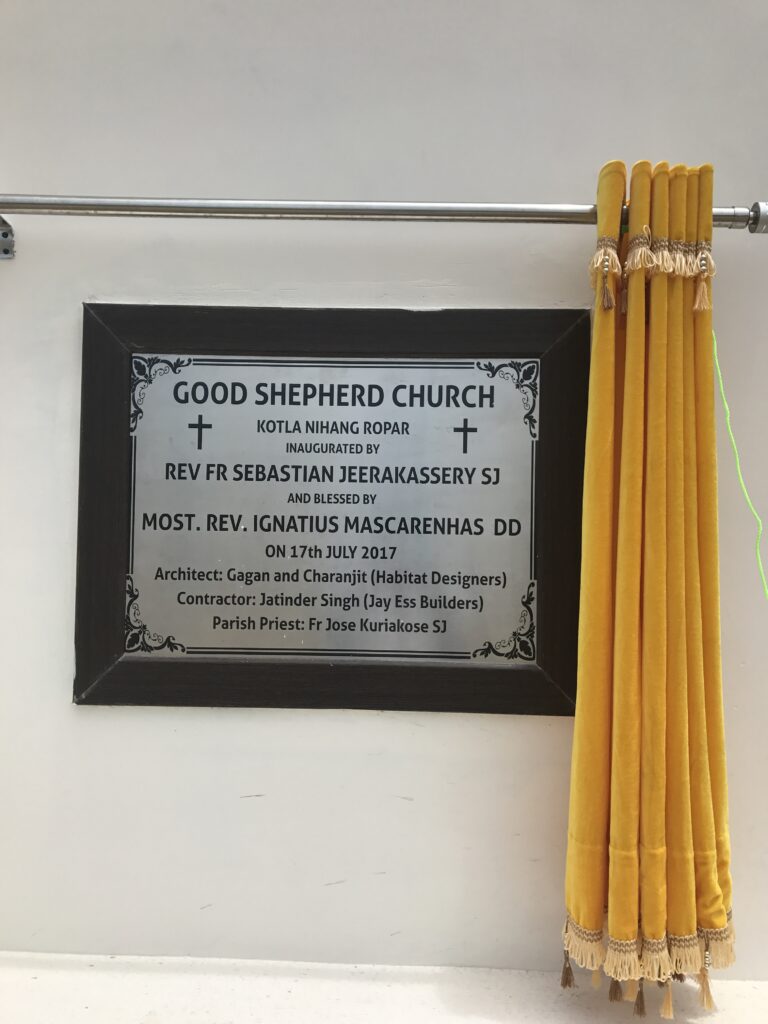 GOOD SHEPHERD CHURCH
KOTLA NIHANG ROPAR
INAUGURATED BY
REV FR SEBASTIAN JEERAKASSERY SJ
AND BLESSED BY
MOST. REV. IGNATIUS MASCARENHAS DD
ON 17th JULY 2017
Architect: Gagan and Charanjit (Habitat Designers)
Contractor: Jatinder Singh (Jay Ess Builders)
Parish Priest: Fr Jose Kuriakose SJ